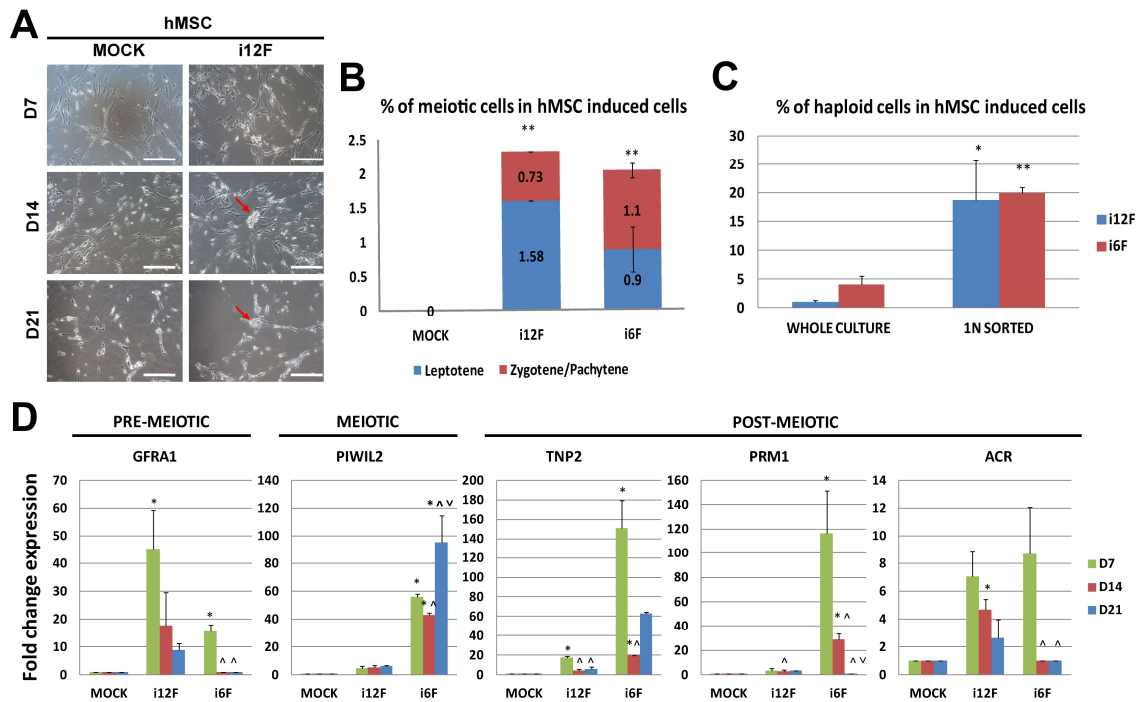 A
hMSC
MOCK
i12F
D7
D14
D21
B
% of meiotic cells in hMSC induced cells
**
**
2.5
2
1.5
1
0.5
0
0
0.73
1.58
1.1
0.9
MOCK
i12F
i6F
Leptotene
Zygotene/Pachytene
C
% of haploid cells in hMSC induced cells
30
25
20
15
10
5
0
*
**
WHOLE CULTURE
1N SORTED
i12F
i6F
D
PRE-MEIOTIC
MEIOTIC
POST-MEIOTIC
Fold change expression
GFRA1
70
60
50
40
30
20
10
0
*
*
^ ^
MOCK
i12F
i6F
PIWIL2
140
120
100
80
60
40
20
0
*
* ^
* ^ v
MOCK
i12F
i6F
TNP2
200
180
160
140
120
100
80
60
40
20
0
*
^ ^
*
* ^
MOCK
i12F
i6F
PRM1
160
140
120
100
80
60
40
20
0
^
*
* ^
^ v
MOCK
i12F
i6F
ACR
14
12
10
8
6
4
2
0
*
^ ^
MOCK
i12F
i6F
D7
D14
D21